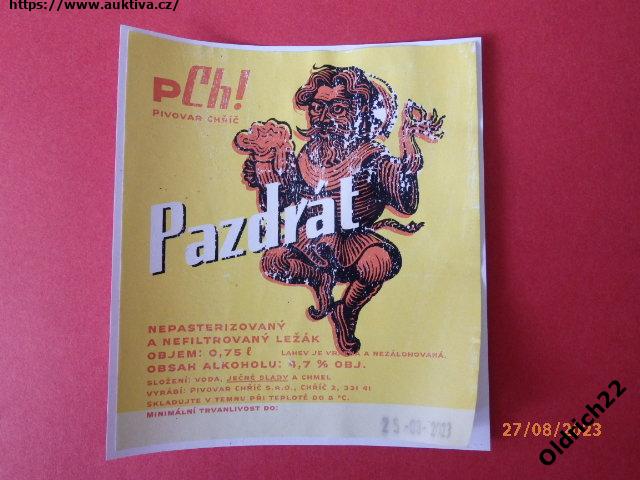 https://www.auktiva.cz/
PCh!
PIVOVAR CHŘÍČ
Pazdrát
NEPASTERIZOVANÝ
A NEFILTROVANÝ LEŽÁK
OBJEM: 0,75 ℓ LAHEV JE VRATNÁ A NEZÁLOHOVANÁ.
OBSAH ALKOHOLU: 4,7 % OBJ.
SLOŽENÍ: VODA, JEČNÉ SLADY A CHMEL
VYRÁBÍ: PIVOVAR CHŘÍČ S.R.O., CHŘÍČ 2, 331 41
SKLADUJTE V TEMNU PŘI TEPLOTĚ DO 8 °C.
MINIMÁLNÍ TRVANLIVOST DO:
25-09-2023
27/08/2023
Oldrich22